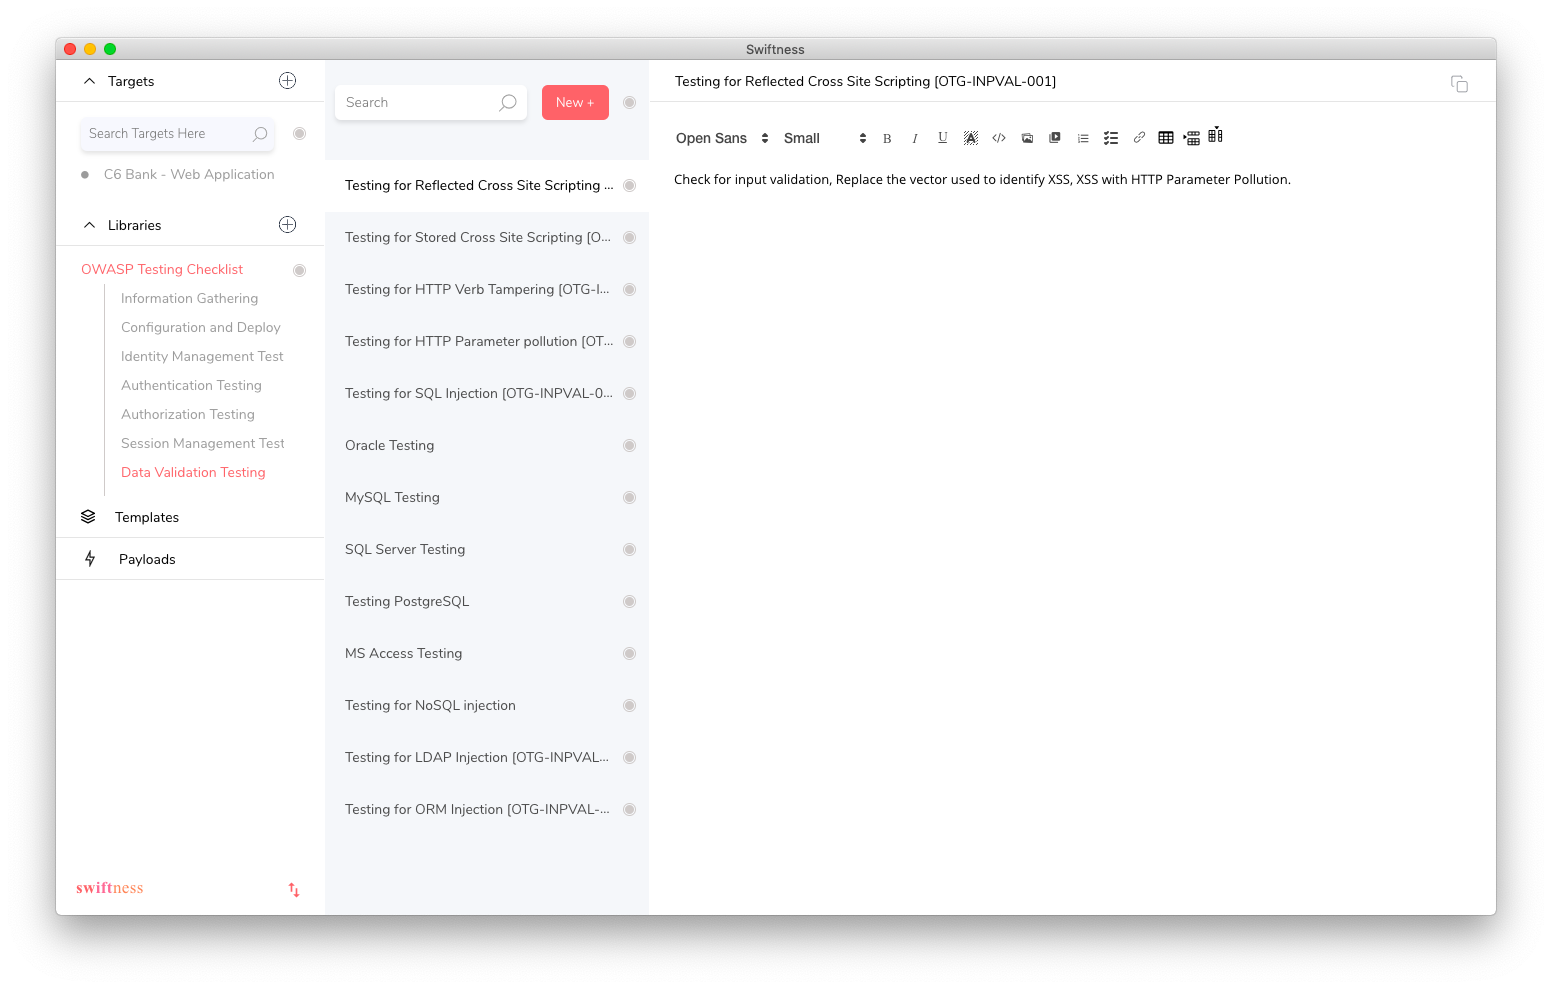 Swiftness
Targets
Search Targets Here
C6 Bank - Web Application
Libraries
OWASP Testing Checklist
Information Gathering
Configuration and Deploy
Identity Management Test
Authentication Testing
Authorization Testing
Session Management Test
Data Validation Testing
Templates
Payloads
swiftness
Search
New +
Testing for Reflected Cross Site Scripting ...
Testing for Stored Cross Site Scripting [O...
Testing for HTTP Verb Tampering [OTG-I...
Testing for HTTP Parameter pollution [OT...
Testing for SQL Injection [OTG-INPVAL-0...
Oracle Testing
MySQL Testing
SQL Server Testing
Testing PostgreSQL
MS Access Testing
Testing for NoSQL injection
Testing for LDAP Injection [OTG-INPVAL...
Testing for ORM Injection [OTG-INPVAL-...
Testing for Reflected Cross Site Scripting [OTG-INPVAL-001]
Open Sans Small B I U A </>
Check for input validation, Replace the vector used to identify XSS, XSS with HTTP Parameter Pollution.